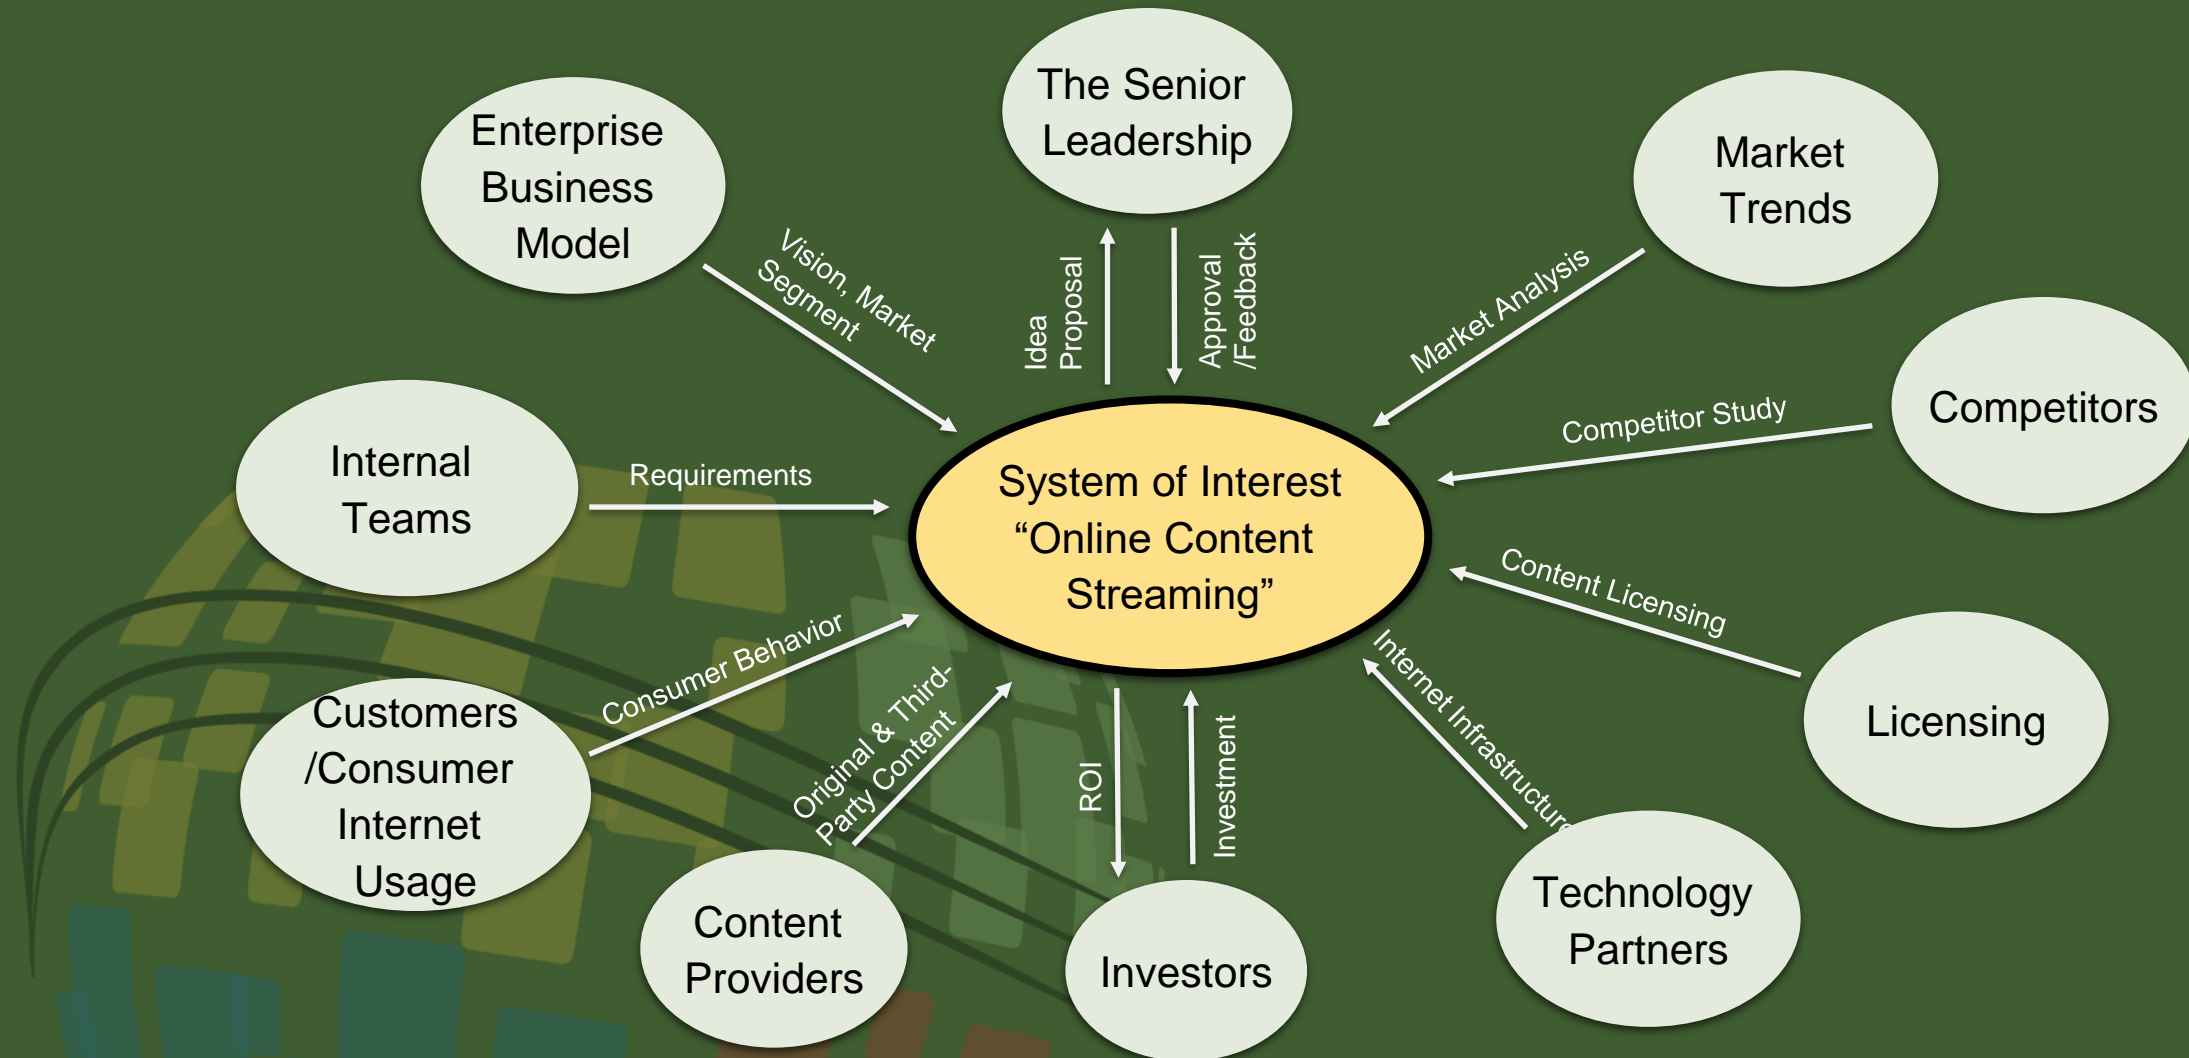 The Senior
Leadership
Enterprise
Business
Model
Market
Trends
Vision, Market
Segment
Idea
Proposal
Approval
/Feedback
Market Analysis
Competitors
Competitor Study
Internal
Teams
Requirements
System of Interest
“Online Content
Streaming”
Content Licensing
Licensing
Consumer Behavior
Customers
/Consumer
Internet
Usage
Original & Third-
Party Content
ROI
Investment
Internet Infrastructure
Content
Providers
Investors
Technology
Partners